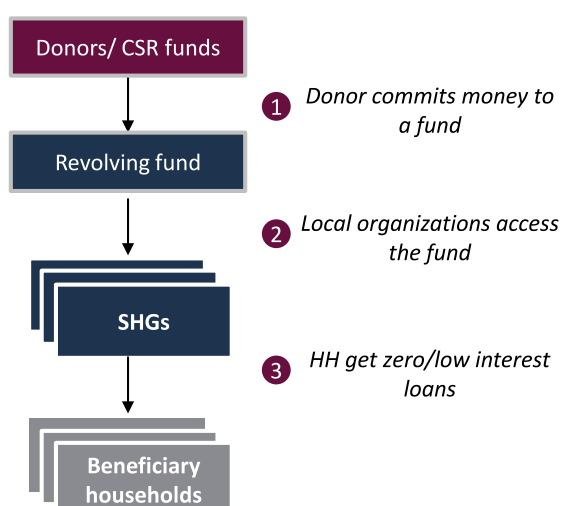 Donors/ CSR funds
1 Donor commits money to
a fund
Revolving fund
2 Local organizations access
the fund
SHGs
3 HH get zero/low interest
loans
Beneficiary
households